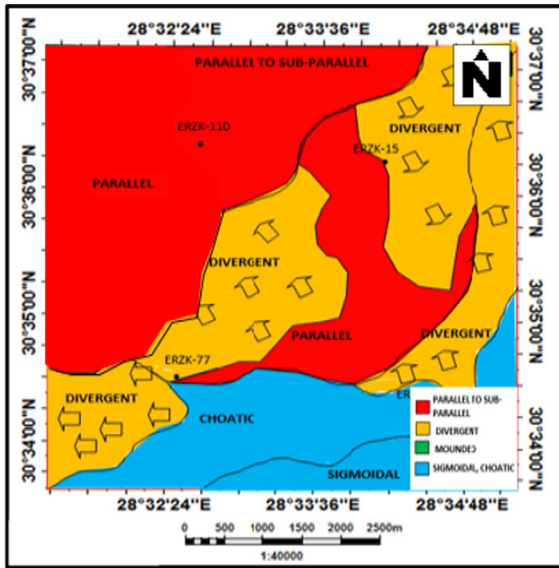 28°32'24"E 28°33'36"E 28°34'48"E
30°37'00"N
30°36'00"N
30°35'00"N
30°34'00"N
30°37'00"N
30°36'00"N
30°35'00"N
30°34'00"N
N
PARALLEL TO SUB-PARALLEL
ERZK-110
DIVERGENT
ERZK-15
PARALLEL
DIVERGENT
PARALLEL
DIVERGENT
ERZK-77
DIVERGENT
CHOATIC
SIGMOIDAL
PARALLEL TO SUB-
PARALLEL
DIVERGENT
MOUNDED
SIGMOIDAL, CHOATIC
28°32'24"E 28°33'36"E 28°34'48"E
0 500 1000 1500 2000 2500m
1:40000